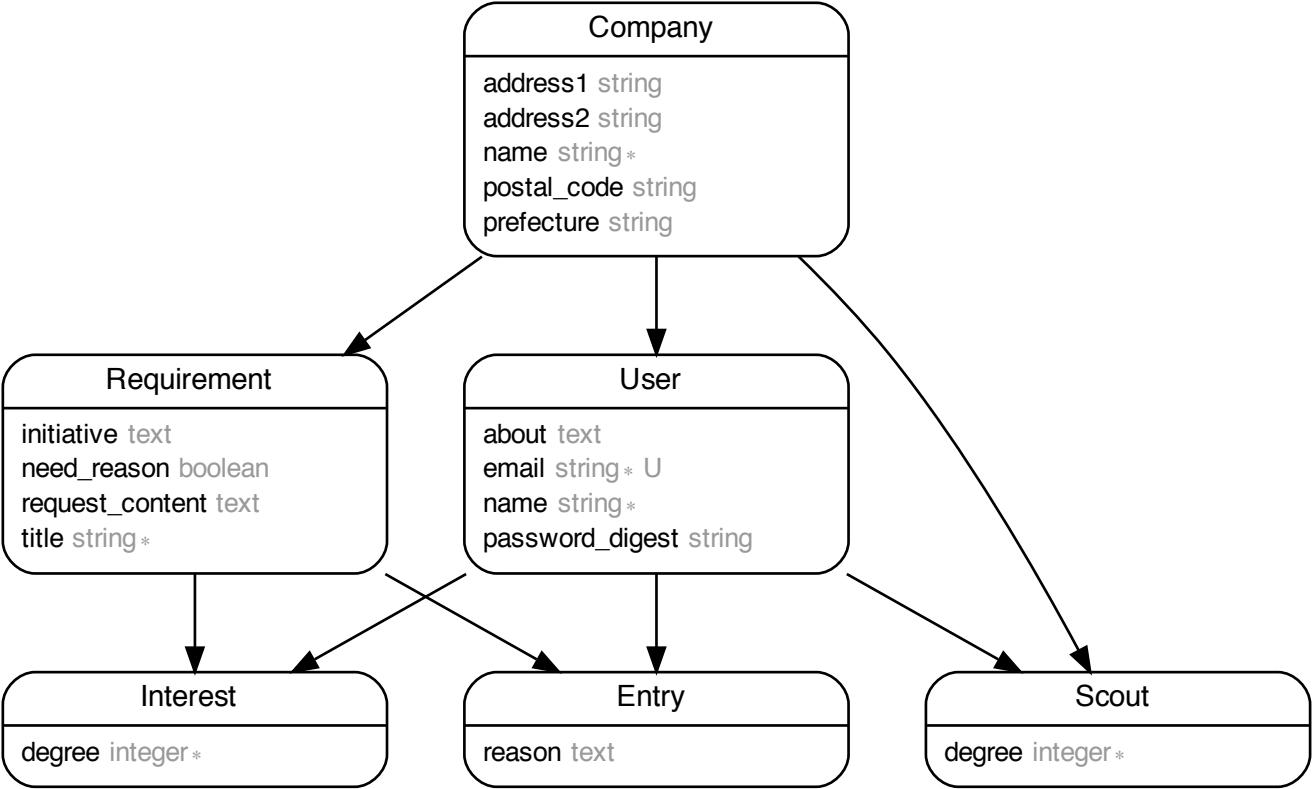 Company
address1 string
address2 string
name string*
postal_code string
prefecture string
Requirement
initiative text
need_reason boolean
request_content text
title string*
User
about text
email string* U
name string*
password_digest string
Interest
degree integer*
Entry
reason text
Scout
degree integer*